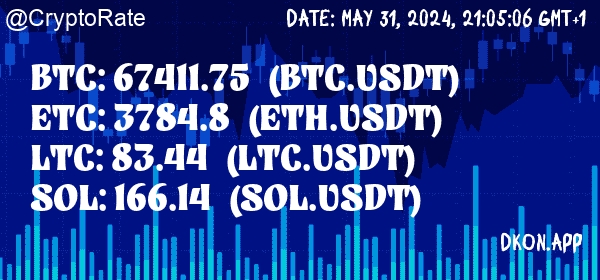 @CryptoRate
DATE: MAY 31, 2024, 21:05:06 GMT+1
BTC: 67411.75 (BTC.USDT)
ETC: 3784.8 (ETH.USDT)
LTC: 83.44 (LTC.USDT)
SOL: 166.14 (SOL.USDT)
DKON.APP